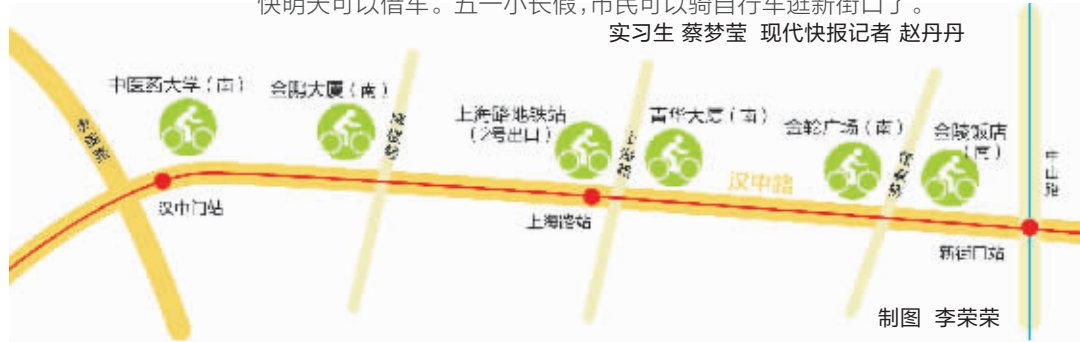 快明天可以借车。五一小长假,市民可以骑自行车逛新街口了。
实习生 蔡梦莹 现代快报记者 赵丹丹
中医药大学(南)
金鹏大厦(南)
上海路地铁站
(2号出口)
青华大厦(南)
金轮广场(南)
金陵饭店
(南)
中山路
汉中路
汉中门站
上海路站
新街口站
制图 李荣荣